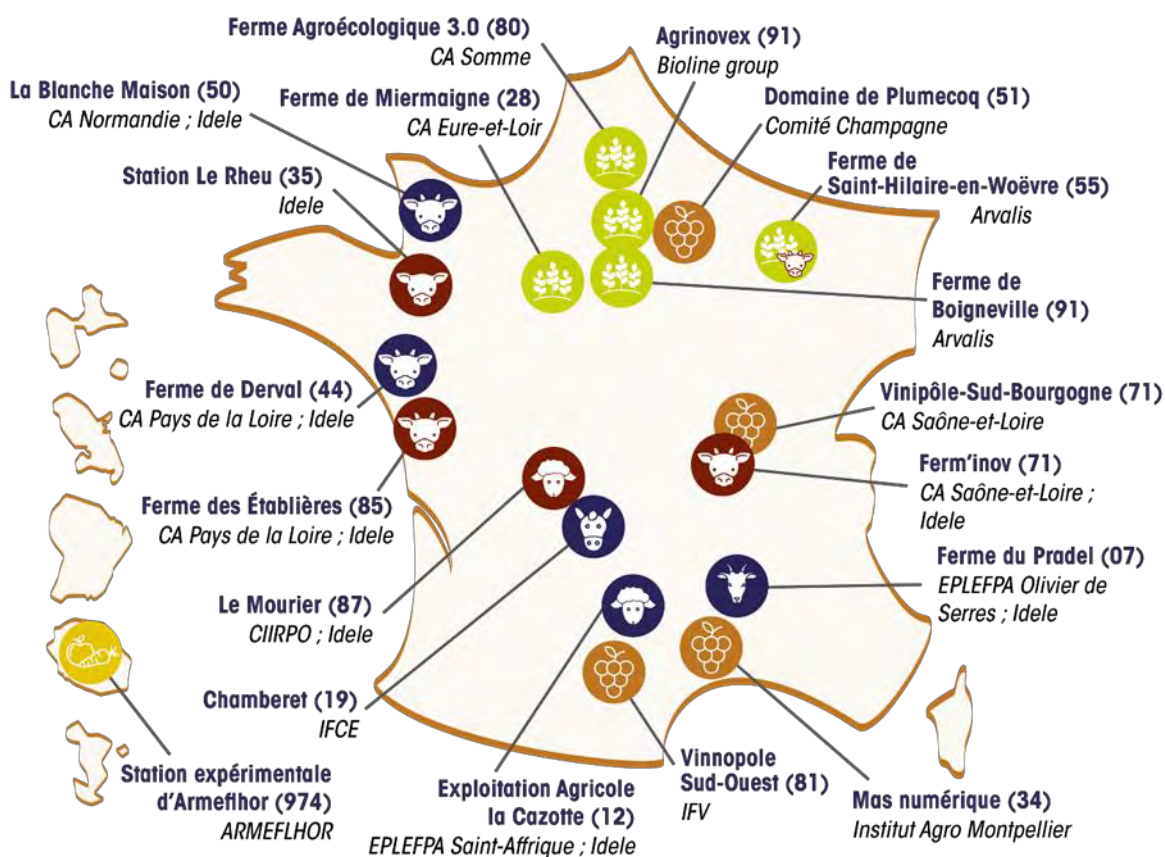 Ferme Agroécologique 3.0 (80)
CA Somme
Agrinovex (91)
Bioline group
La Blanche Maison (50)
CA Normandie ; Idele
Ferme de Miermaigne (28)
CA Eure-et-Loir
Domaine de Plumecoq (51)
Comité Champagne
Station Le Rheu (35)
Idele
Ferme de
Saint-Hilaire-en-Woëvre (55)
Arvalis
Ferme de
Boigneville (91)
Arvalis
Ferme de Derval (44)
CA Pays de la Loire ; Idele
Vinipôle-Sud-Bourgogne (71)
CA Saône-et-Loire
Ferm'inov (71)
CA Saône-et-Loire ;
Idele
Ferme des Établières (85)
CA Pays de la Loire ; Idele
Ferme du Pradel (07)
EPLEFPA Olivier de
Serres ; Idele
Le Mourier (87)
CIIRPO ; Idele
Chamberet (19)
IFCE
Station expérimentale
d'Armeflhor (974)
ARMEFLHOR
Exploitation Agricole
la Cazotte (12)
EPLEFPA Saint-Affrique ; Idele
Vinnopole
Sud-Ouest (81)
IFV
Mas numérique (34)
Institut Agro Montpellier